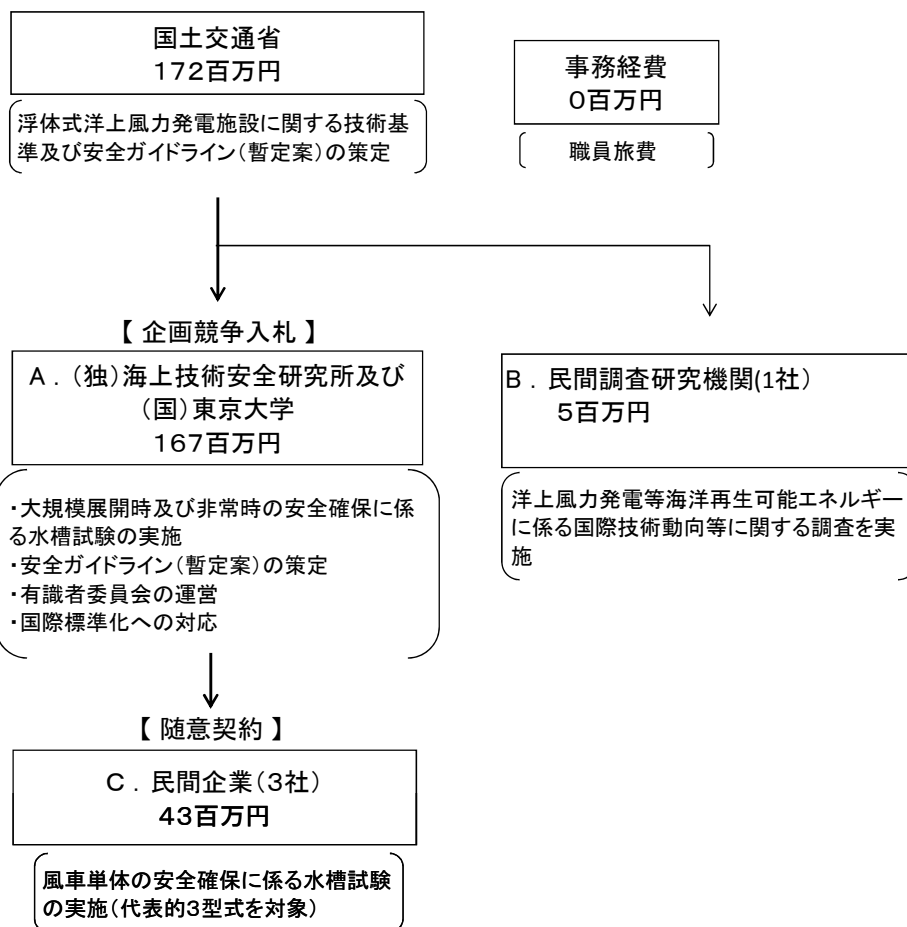 国土交通省
172百万円
事務経費
0百万円
浮体式洋上風力発電施設に関する技術基
準及び安全ガイドライン(暫定案)の策定
職員旅費
【 企画競争入札 】
A．(独)海上技術安全研究所及び
(国)東京大学
167百万円
B．民間調査研究機関(1社)
5百万円
・大規模展開時及び非常時の安全確保に係
る水槽試験の実施
・安全ガイドライン(暫定案)の策定
・有識者委員会の運営
・国際標準化への対応
洋上風力発電等海洋再生可能エネルギー
に係る国際技術動向等に関する調査を実
施
【 随意契約 】
C．民間企業(3社)
43百万円
風車単体の安全確保に係る水槽試験
の実施(代表的3型式を対象)